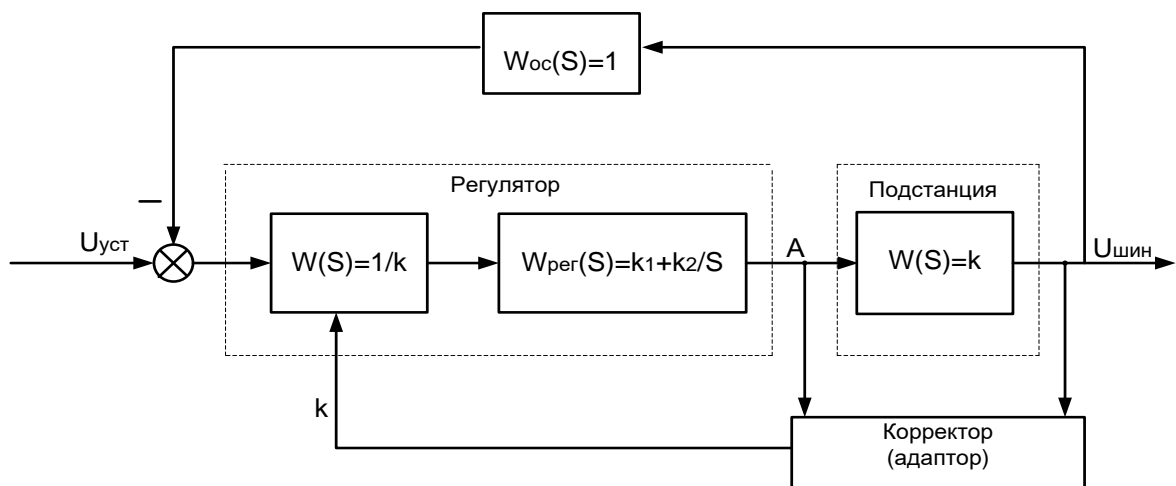 Wос(S)=1
Регулятор
Подстанция
Uуст
–
W(S)=1/k
Wрег(S)=k1+k2/S
A
W(S)=k
Uшин
k
Корректор
(адаптор)